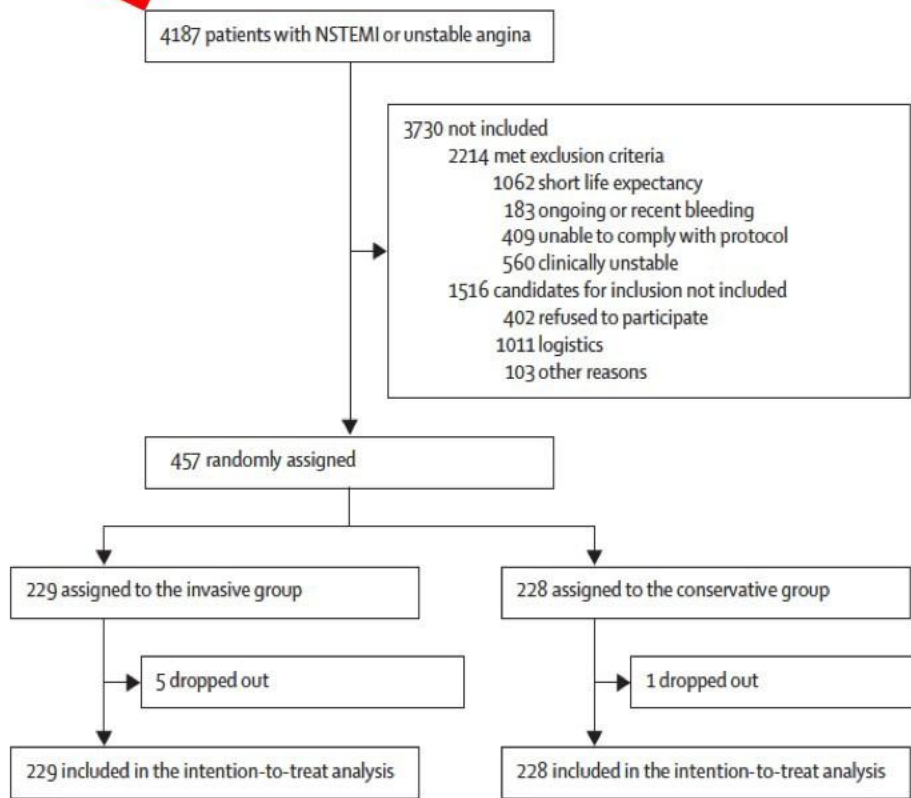 4187 patients with NSTEMI or unstable angina
3730 not included
2214 met exclusion criteria
1062 short life expectancy
183 ongoing or recent bleeding
409 unable to comply with protocol
560 clinically unstable
1516 candidates for inclusion not included
402 refused to participate
1011 logistics
103 other reasons
457 randomly assigned
229 assigned to the invasive group
228 assigned to the conservative group
5 dropped out
1 dropped out
229 included in the intention-to-treat analysis
228 included in the intention-to-treat analysis